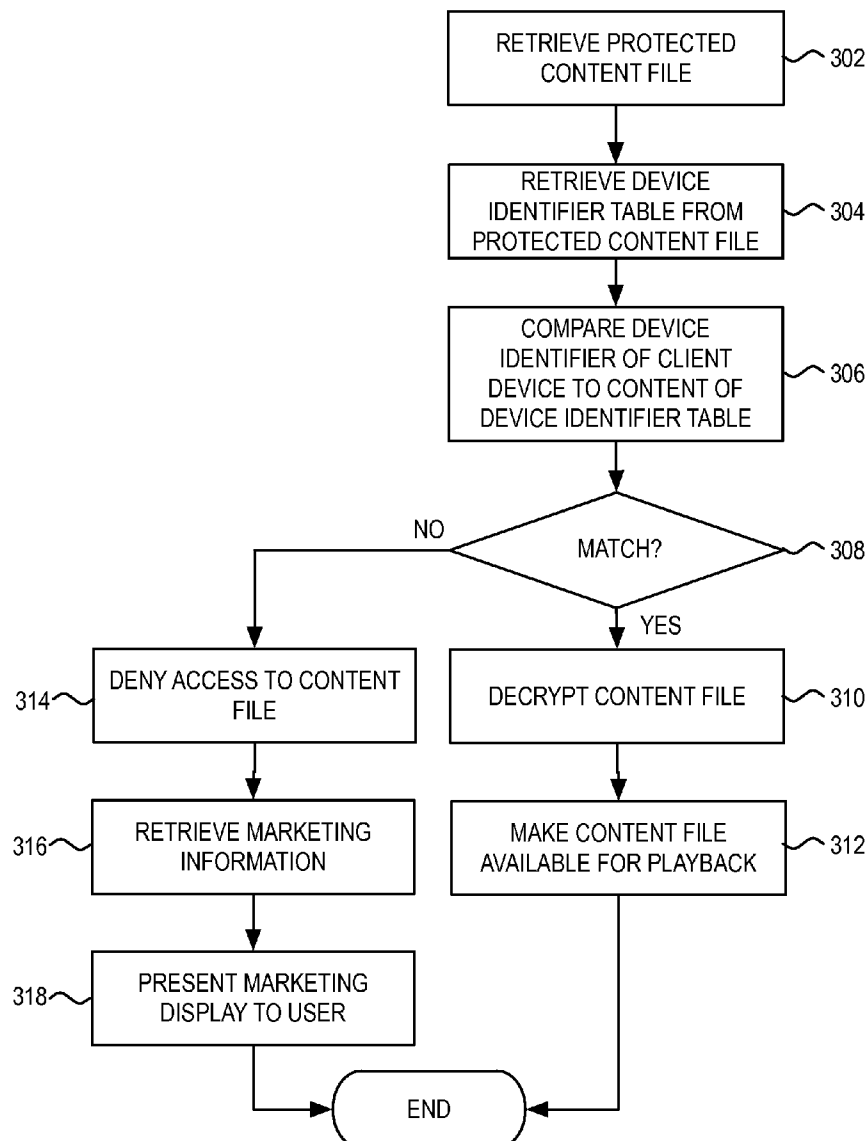 RETRIEVE PROTECTED
CONTENT FILE
302
RETRIEVE DEVICE
IDENTIFIER TABLE FROM
PROTECTED CONTENT FILE
304
COMPARE DEVICE
IDENTIFIER OF CLIENT
DEVICE TO CONTENT OF
DEVICE IDENTIFIER TABLE
306
MATCH?
308
NO
YES
DENY ACCESS TO CONTENT
FILE
314
DECRYPT CONTENT FILE
310
RETRIEVE MARKETING
INFORMATION
316
MAKE CONTENT FILE
AVAILABLE FOR PLAYBACK
312
PRESENT MARKETING
DISPLAY TO USER
318
END